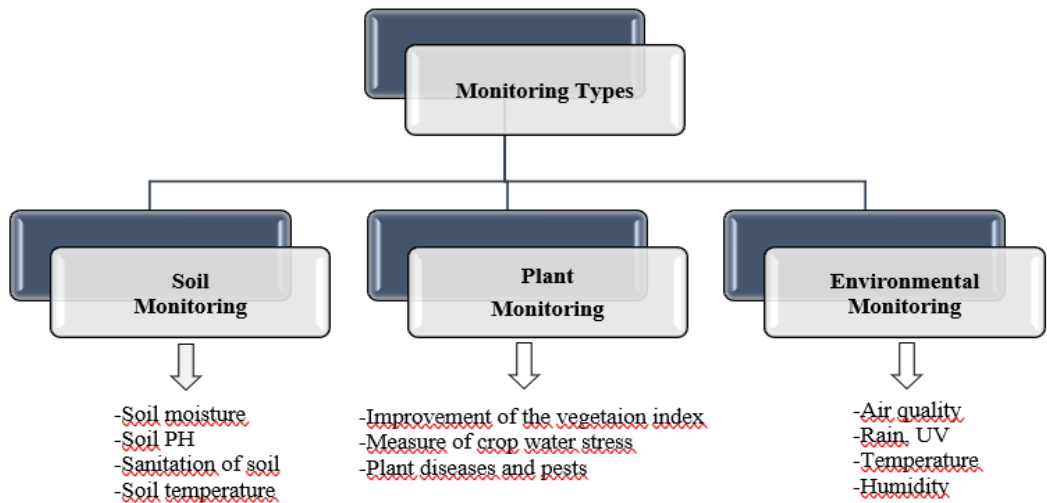 Monitoring Types
Soil
Monitoring
Plant
Monitoring
Environmental
Monitoring
-Soil moisture
-Soil PH
-Sanitation of soil
-Soil temperature
-Improvement of the vegetaion index
-Measure of crop water stress
-Plant diseases and pests
-Air quality
-Rain, UV
-Temperature
-Humidity